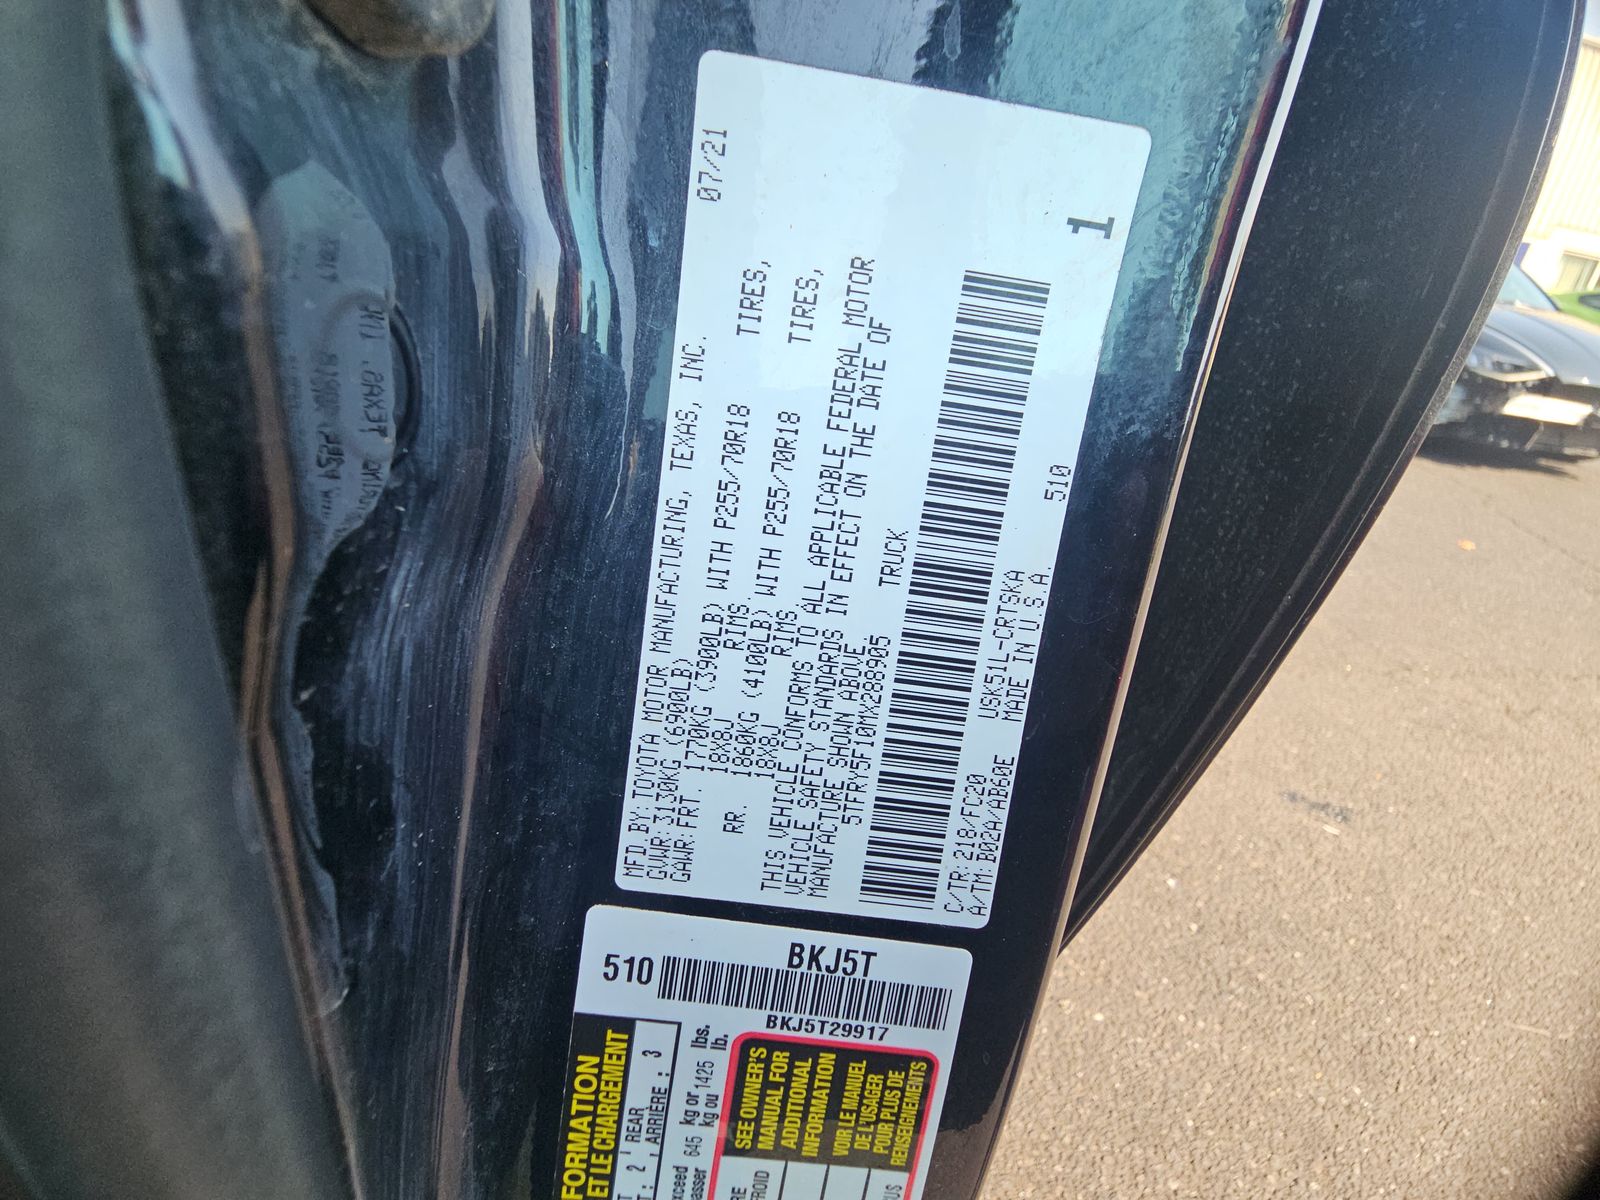 MFD BY: TOYOTA MOTOR MANUFACTURING, TEXAS, INC. 07/21
GVWR: 3130KG (6900LB)
GAWR: FRT. 1770KG (3900LB) WITH P255/70R18 TIRES,
18X8J RIMS,
RR. 1860KG (4100LB) WITH P255/70R18 TIRES,
18X8J RIMS
THIS VEHICLE CONFORMS TO ALL APPLICABLE FEDERAL MOTOR
VEHICLE SAFETY STANDARDS IN EFFECT ON THE DATE OF
MANUFACTURE SHOWN ABOVE.
5TFRY5F10MX288905 TRUCK
1
C/TR: 218/FC20 USK51L-CRTSKA 510
A/TM: B02A/AB60E MADE IN U.S.A.
510
BKJ5T
BKJ5T29917
ET LE CHARGEMENT
2 REAR
2 ARRIÈRE : 3
645 kg or 1425 lbs.
kg ou lb.
SEE OWNER'S
MANUAL FOR
ADDITIONAL
INFORMATION
VOIR LE MANUEL
DE L'USAGER
POUR PLUS DE
RENSEIGNEMENTS